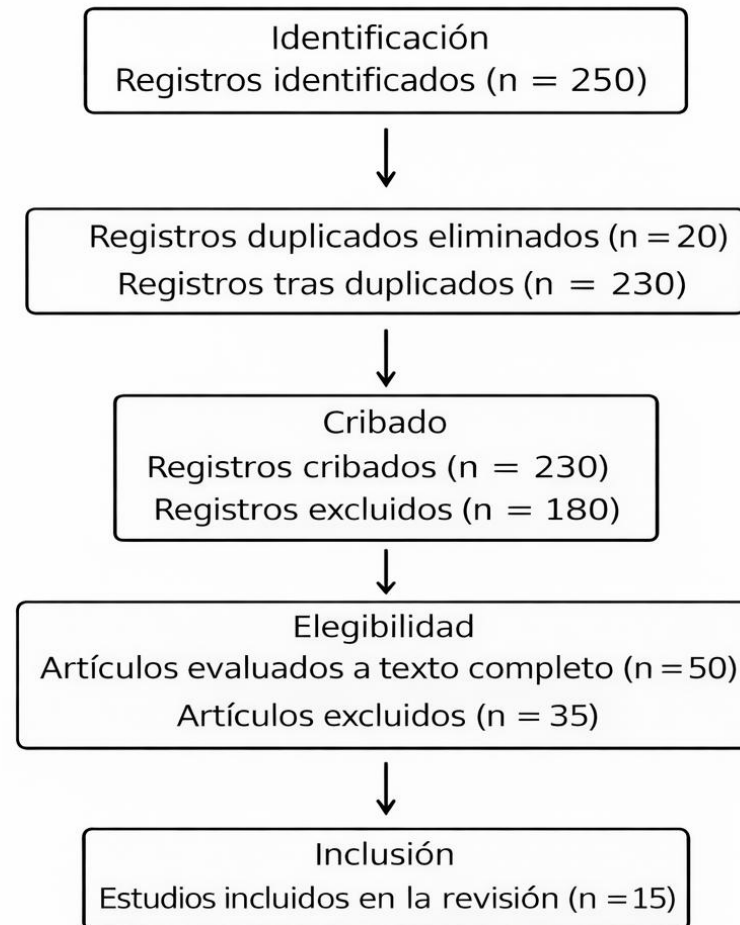 Identificación
Registros identificados (n = 250)
Registros duplicados eliminados (n = 20)
Registros tras duplicados (n = 230)
Cribado
Registros cribados (n = 230)
Registros excluidos (n = 180)
Elegibilidad
Artículos evaluados a texto completo (n = 50)
Artículos excluidos (n = 35)
Inclusión
Estudios incluidos en la revisión (n = 15)